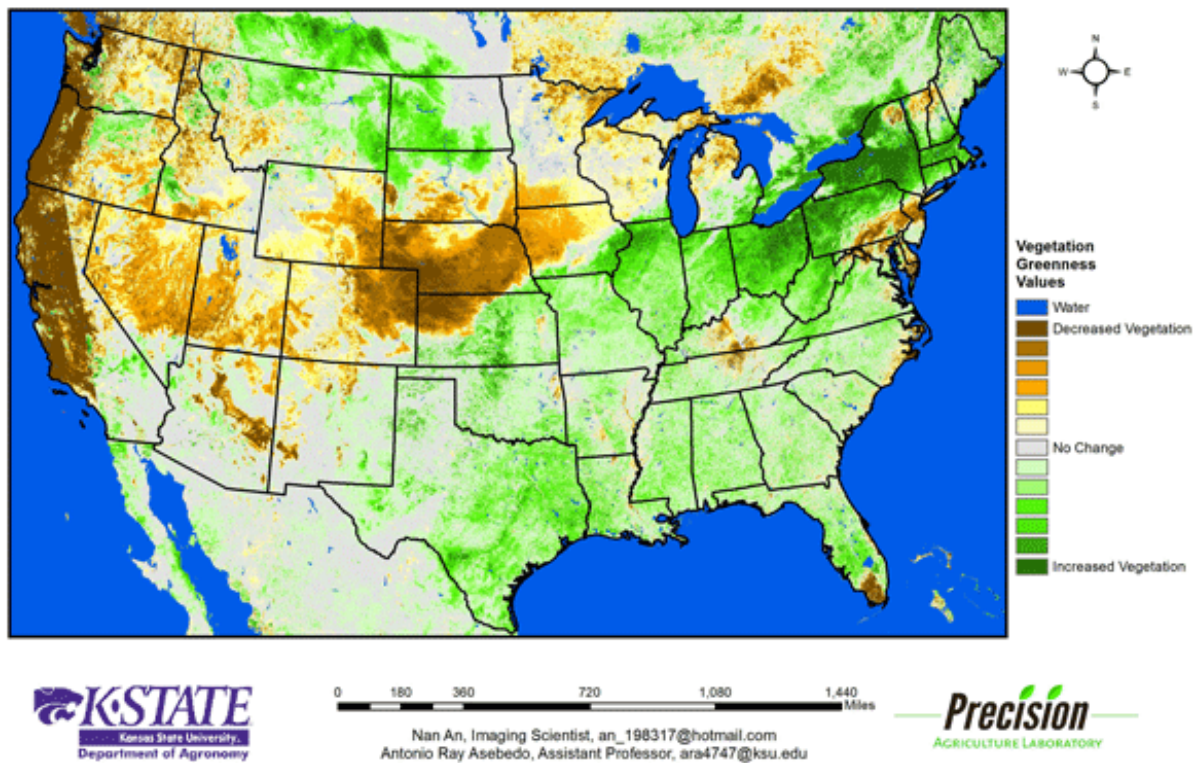 N
W E
S
Vegetation
Greenness
Values
Water
Decreased Vegetation
No Change
Increased Vegetation
K-STATE
Kansas State University.
Department of Agronomy
0 180 360 720 1,080 1,440
Miles
Nan An, Imaging Scientist, an_198317@hotmail.com
Antonio Ray Asebedo, Assistant Professor, ara4747@ksu.edu
Precision
AGRICULTURE LABORATORY